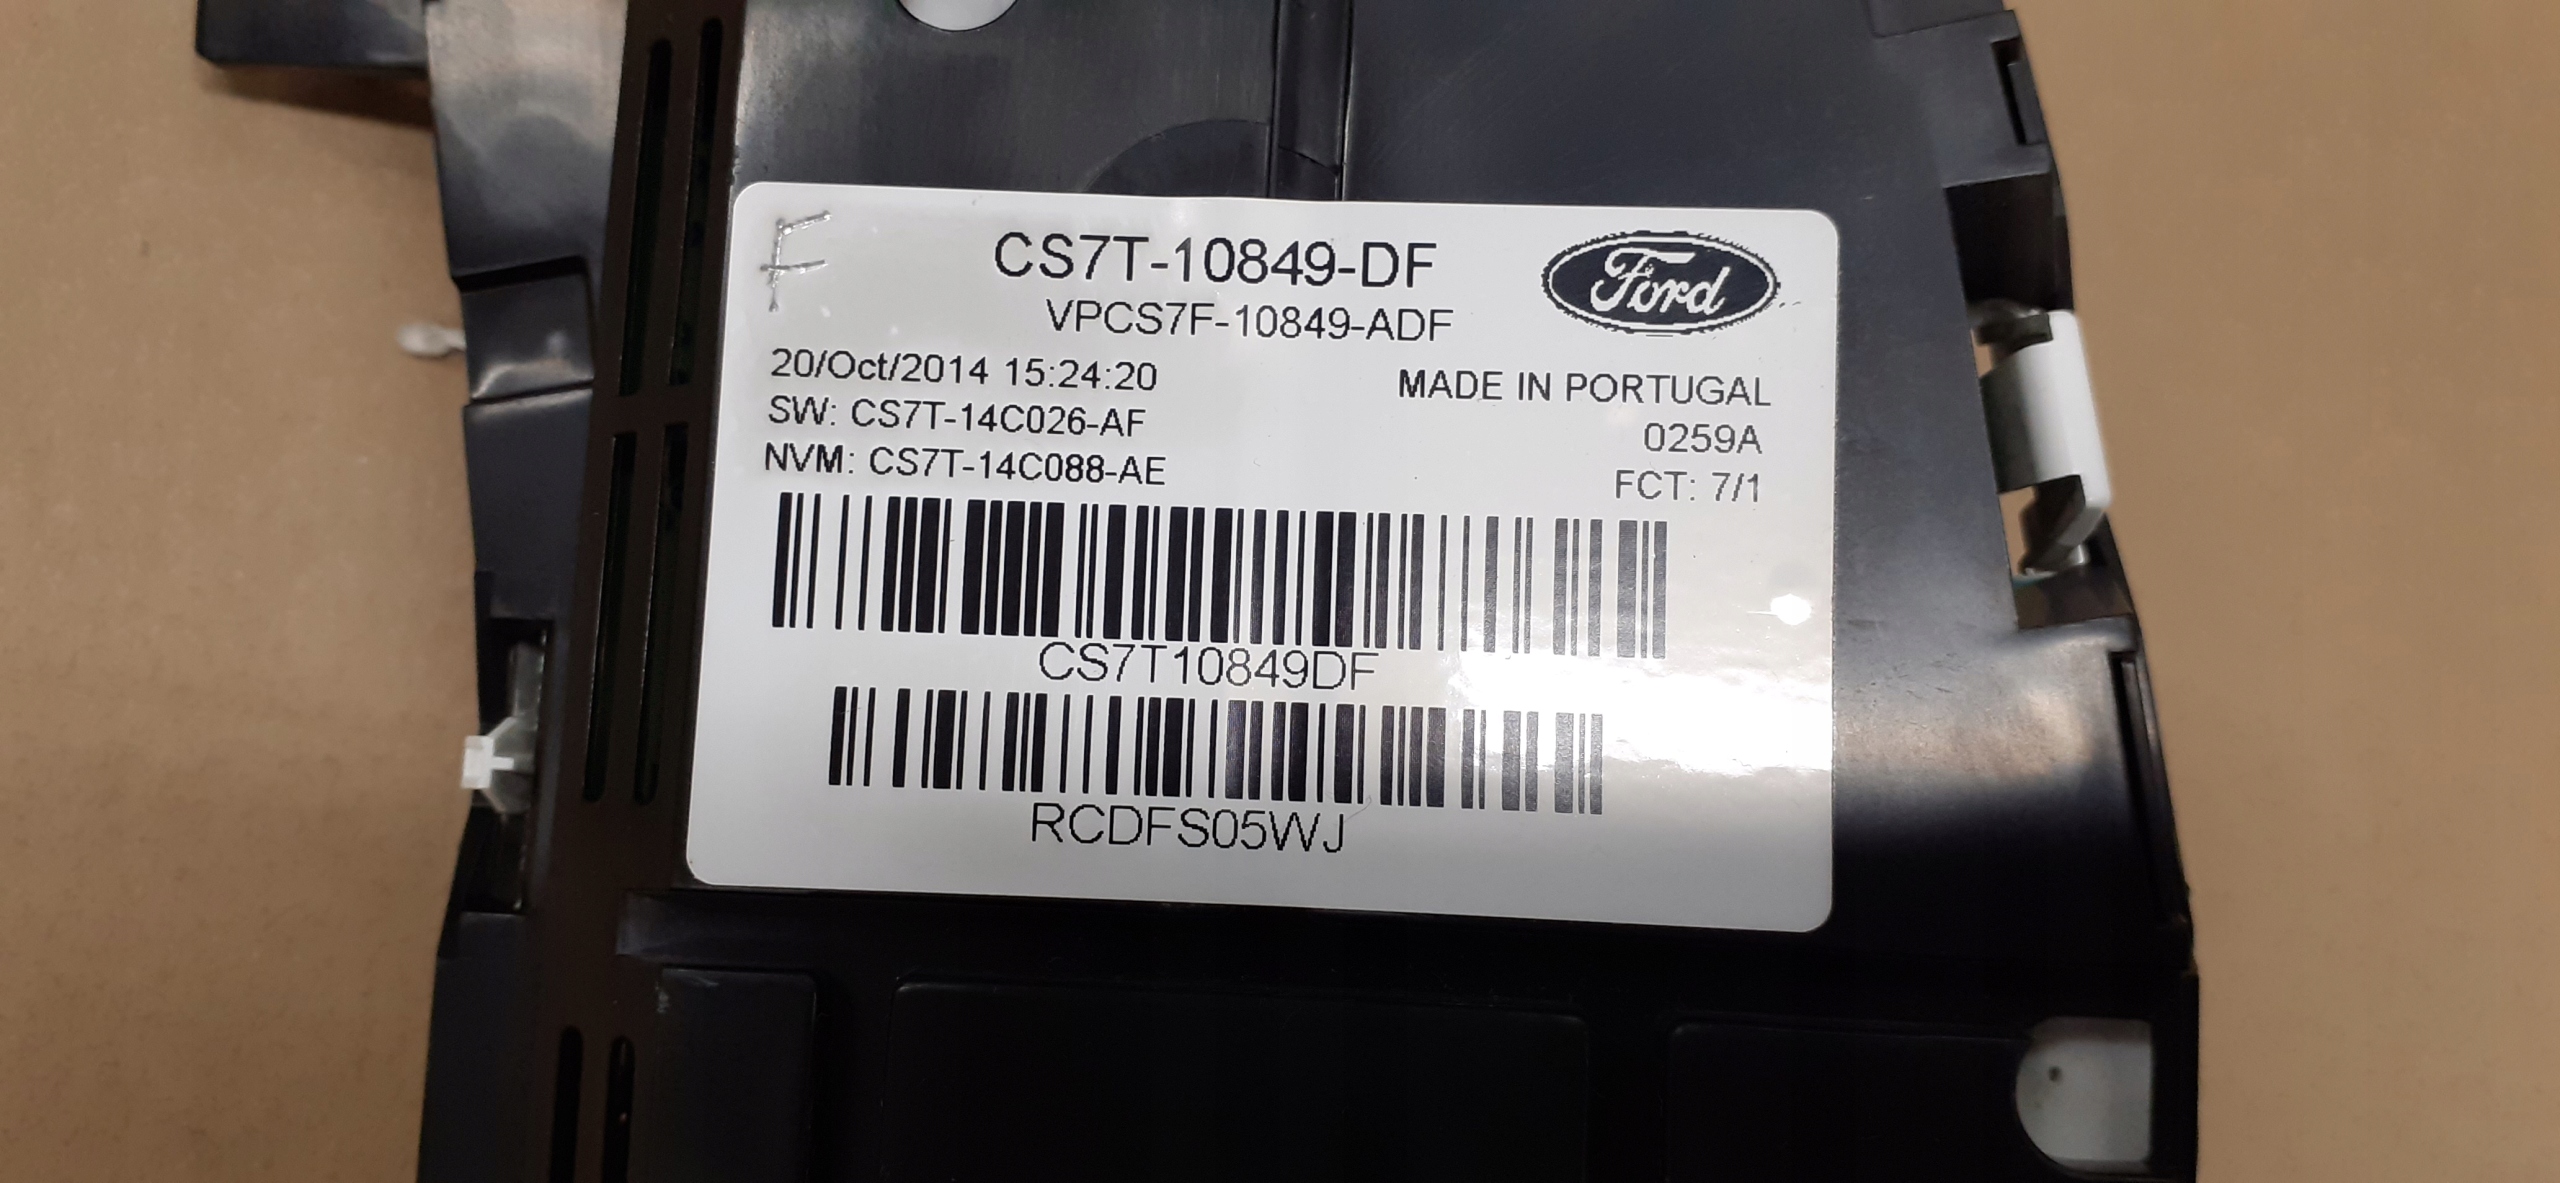 F
CS7T-10849-DF
Ford
VPCS7F-10849-ADF
20/Oct/2014 15:24:20
MADE IN PORTUGAL
SW: CS7T-14C026-AF
0259A
NVM: CS7T-14C088-AE
FCT: 7/1
CS7T10849DF
RCDFS05WJ